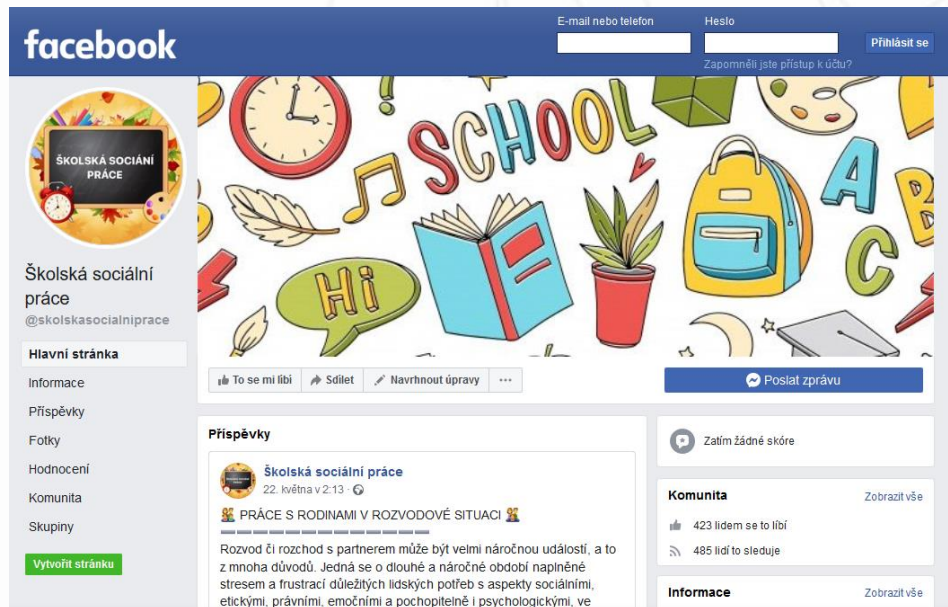 facebook
E-mail nebo telefon
Heslo
Přihlásit se
Zapomněli jste přístup k účtu?
ŠKOLSKÁ SOCIÁNÍ
PRÁCE
SCHOOL
Hi
A
B
C
Školská sociální
práce
@skolskasocialniprace
Hlavní stránka
Informace
Příspěvky
Fotky
Hodnocení
Komunita
Skupiny
Vytvořit stránku
To se mi líbí
Sdílet
Navrhnout úpravy
Poslat zprávu
Příspěvky
Školská sociální práce
22. května v 2:13 ·
PRÁCE S RODINAMI V ROZVODOVÉ SITUACI
Rozvod či rozchod s partnerem může být velmi náročnou událostí, a to
z mnoha důvodů. Jedná se o dlouhé a náročné období naplněné
stresem a frustrací důležitých lidských potřeb s aspekty sociálními,
etickými, právními, emočními a pochopitelně i psychologickými, ve
Zatím žádné skóre
Komunita
Zobrazit vše
423 lidem se to líbí
485 lidí to sleduje
Informace
Zobrazit vše